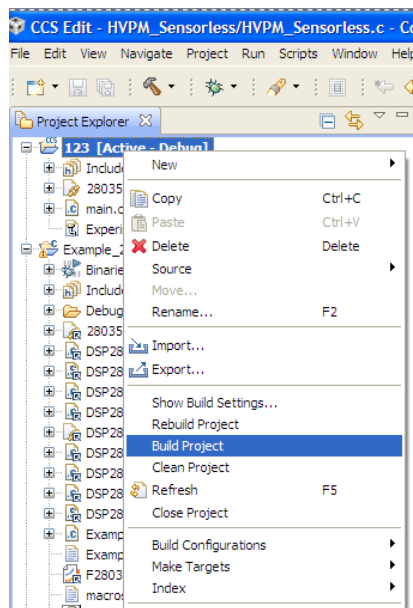 CCS Edit - HVPM_Sensorless/HVPM_Sensorless.c - Co
File Edit View Navigate Project Run Scripts Window Help
Project Explorer
123 [Active - Debug]
New
Includ
28035
Copy Ctrl+C
main.c
Paste Ctrl+V
Experi
Delete Delete
Example_2
Source
Binarie
Move...
Includ
Rename... F2
Debug
28035
Import...
DSP28
Export...
DSP28
DSP28
Show Build Settings...
DSP28
Rebuild Project
DSP28
Build Project
DSP28
Clean Project
DSP28
Refresh F5
DSP28
Close Project
Examp
Examp
Build Configurations
F2803
Make Targets
macros
Index